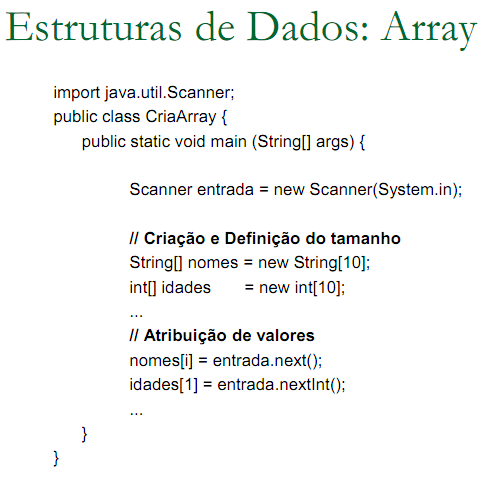 Estruturas de Dados: Array
import java.util.Scanner;
public class CriaArray {
public static void main (String[] args) {
Scanner entrada = new Scanner(System.in);
// Criação e Definição do tamanho
String[] nomes = new String[10];
int[] idades = new int[10];
...
// Atribuição de valores
nomes[i] = entrada.next();
idades[1] = entrada.nextInt();
...
}
}